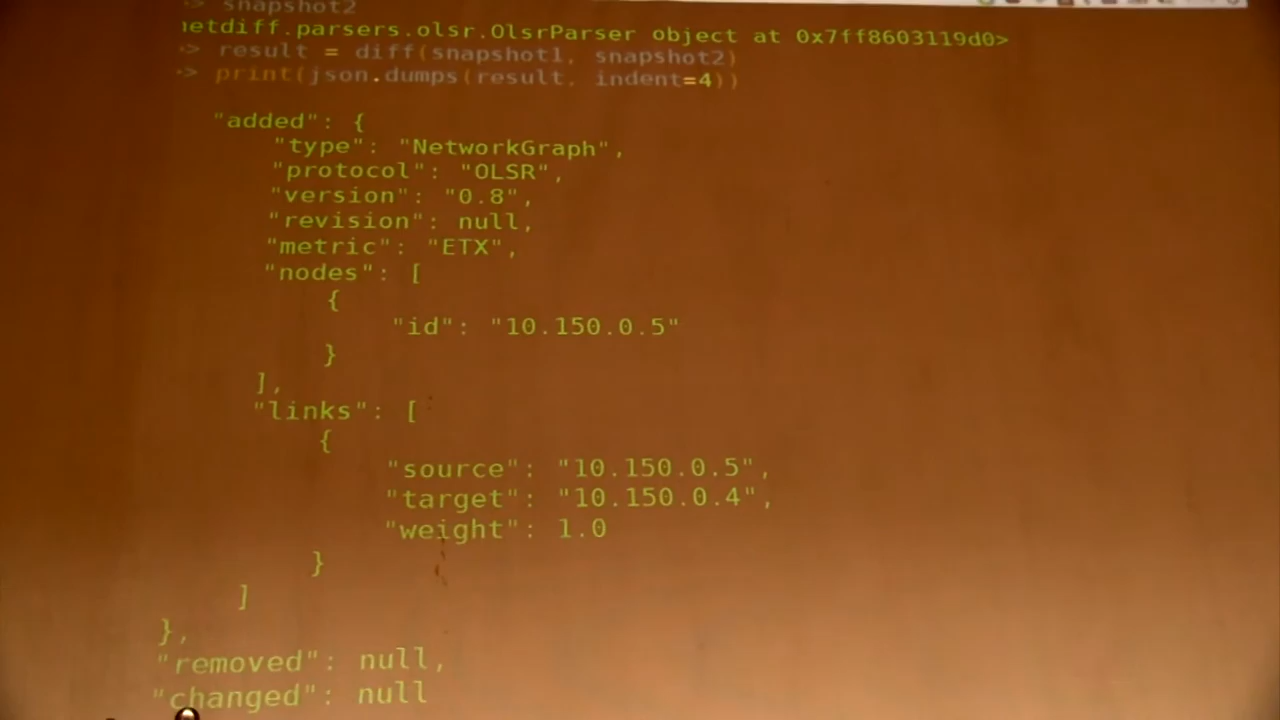 > snapshot2
netdiff.parsers.olsr.OlsrParser object at 0x7ff8603119d0>
> result = diff(snapshot1, snapshot2)
> print(json.dumps(result, indent=4))
"added": {
"type": "NetworkGraph",
"protocol": "OLSR",
"version": "0.8",
"revision": null,
"metric": "ETX",
"nodes": [
{
"id": "10.150.0.5"
}
],
"links": [
{
"source": "10.150.0.5",
"target": "10.150.0.4",
"weight": 1.0
}
]
},
"removed": null,
"changed": null